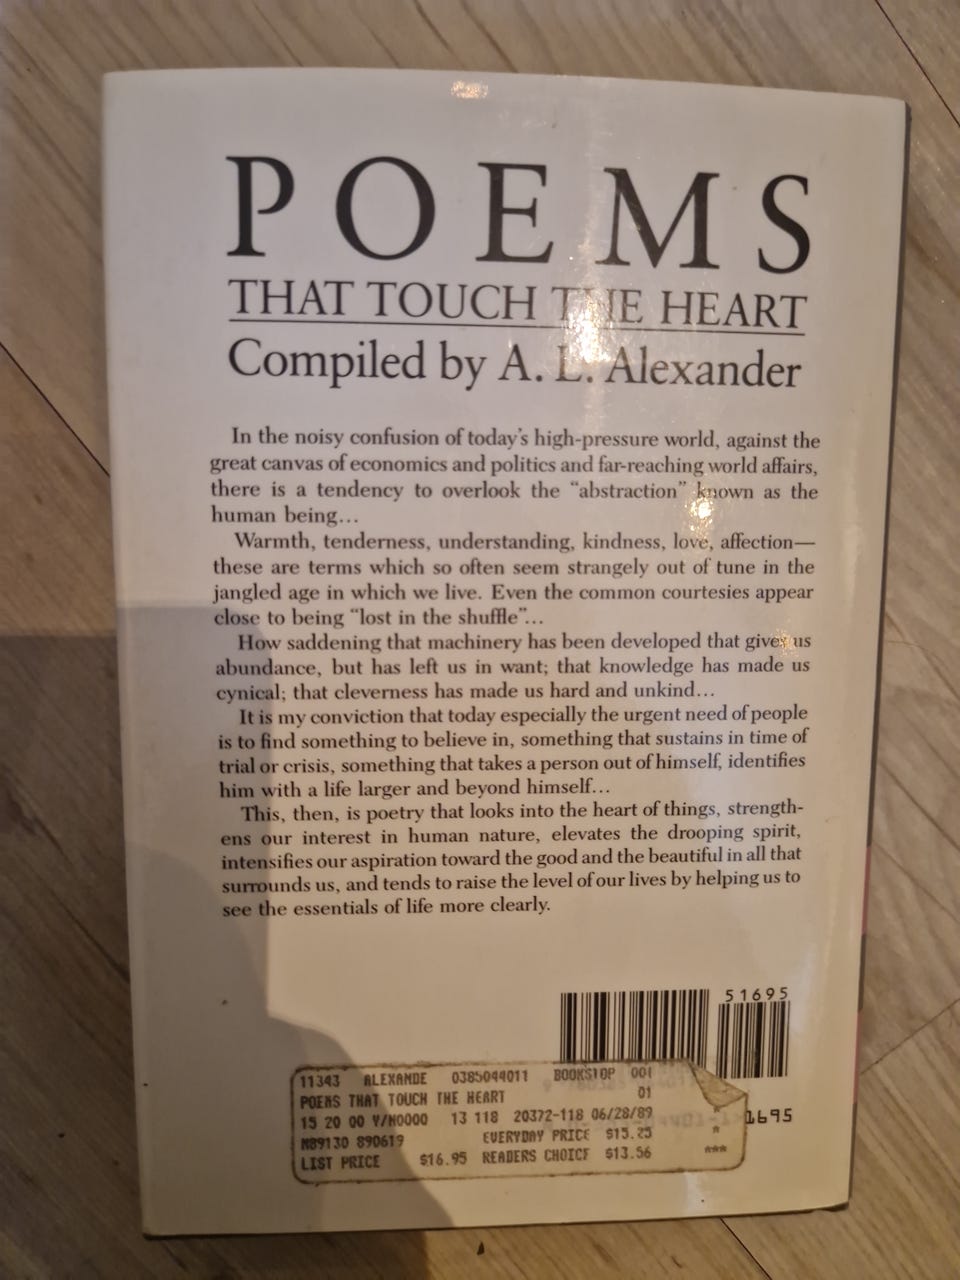 POEMS
THAT TOUCH THE HEART
Compiled by A. L. Alexander
In the noisy confusion of today's high-pressure world, against the
great canvas of economics and politics and far-reaching world affairs,
there is a tendency to overlook the "abstraction" known as the
human being...
Warmth, tenderness, understanding, kindness, love, affection—
these are terms which so often seem strangely out of tune in the
jangled age in which we live. Even the common courtesies appear
close to being "lost in the shuffle"...
How saddening that machinery has been developed that gives us
abundance, but has left us in want; that knowledge has made us
cynical; that cleverness has made us hard and unkind...
It is my conviction that today especially the urgent need of people
is to find something to believe in, something that sustains in time of
trial or crisis, something that takes a person out of himself, identifies
him with a life larger and beyond himself...
This, then, is poetry that looks into the heart of things, strength-
ens our interest in human nature, elevates the drooping spirit,
intensifies our aspiration toward the good and the beautiful in all that
surrounds us, and tends to raise the level of our lives by helping us to
see the essentials of life more clearly.
51695
11343 ALEXANDE 0385044011 BOOKSTOP 001
POEMS THAT TOUCH THE HEART 01
15 20 00 Y/N0000 13 118 20372-118 06/28/89 *
M89130 890619 EVERYDAY PRICE $15.25 *
LIST PRICE $16.95 READERS CHOICE $13.56 ***
1695